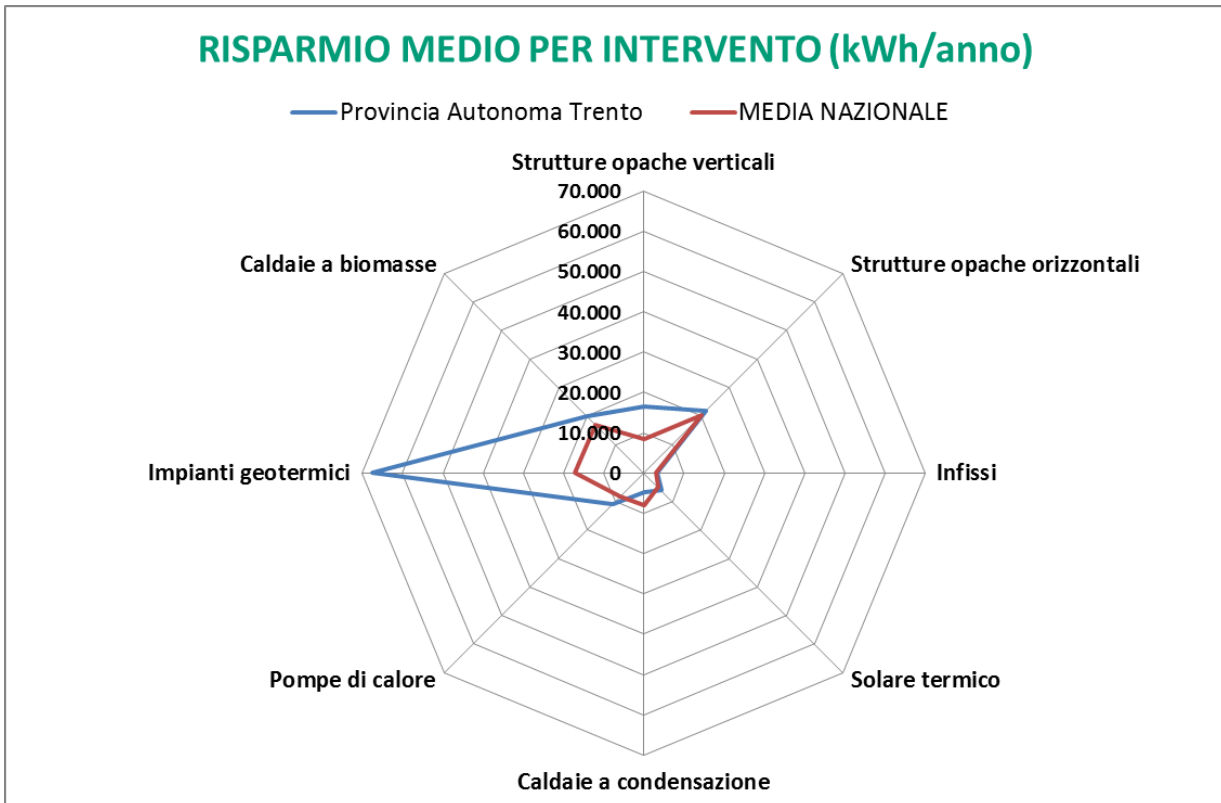 RISPARMIO MEDIO PER INTERVENTO (kWh/anno)
Provincia Autonoma Trento
MEDIA NAZIONALE
Strutture opache verticali
70.000
60.000
50.000
40.000
30.000
20.000
10.000
0
Strutture opache orizzontali
Infissi
Solare termico
Caldaie a condensazione
Pompe di calore
Impianti geotermici
Caldaie a biomasse